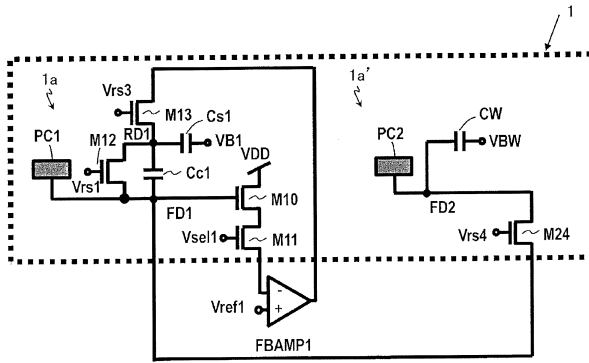 1
1a
1a'
Vrs3
M13
Cs1
RD1
VB1
PC1
M12
VDD
Cc1
Vrs1
M10
FD1
Vsel1
M11
Vref1
-
+
FBAMP1
PC2
CW
VBW
FD2
Vrs4
M24